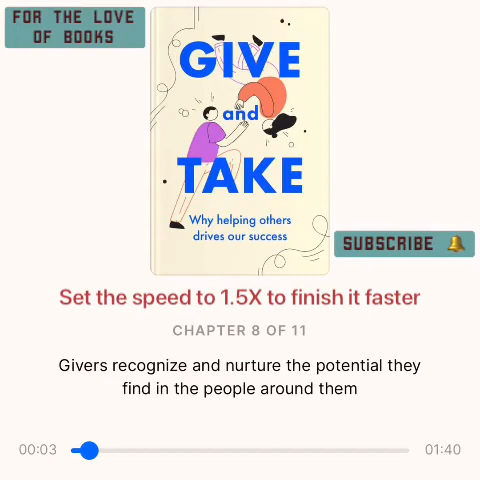 FOR THE LOVE
OF BOOKS
GIVE
and
TAKE
Why helping others
drives our success
SUBSCRIBE 🔔
Set the speed to 1.5X to finish it faster
CHAPTER 8 OF 11
Givers recognize and nurture the potential they
find in the people around them
00:03
01:40